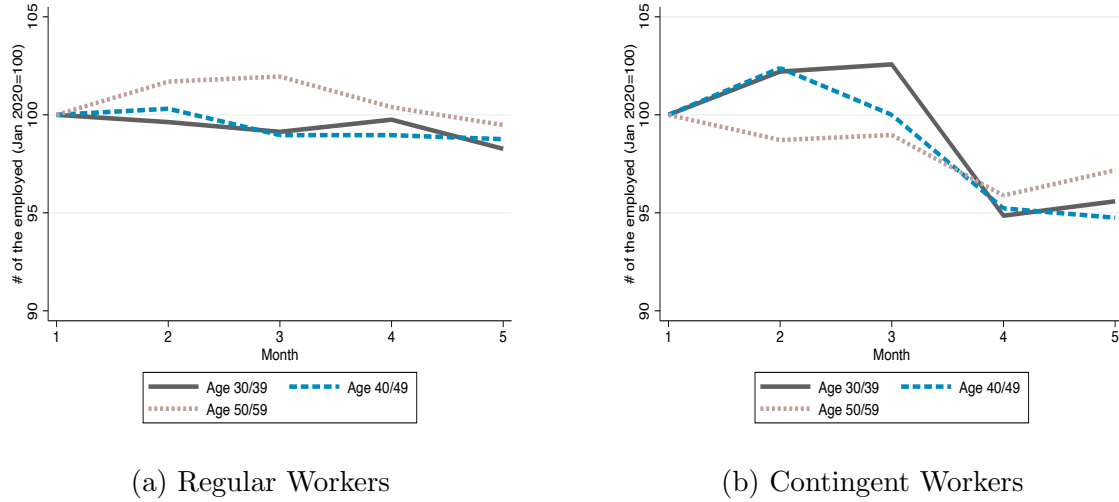 # of the employed (Jan 2020=100)
105
100
95
90
1 2 3 4 5
Month
Age 30/39 Age 40/49
Age 50/59
(a) Regular Workers
# of the employed (Jan 2020=100)
105
100
95
90
1 2 3 4 5
Month
Age 30/39 Age 40/49
Age 50/59
(b) Contingent Workers